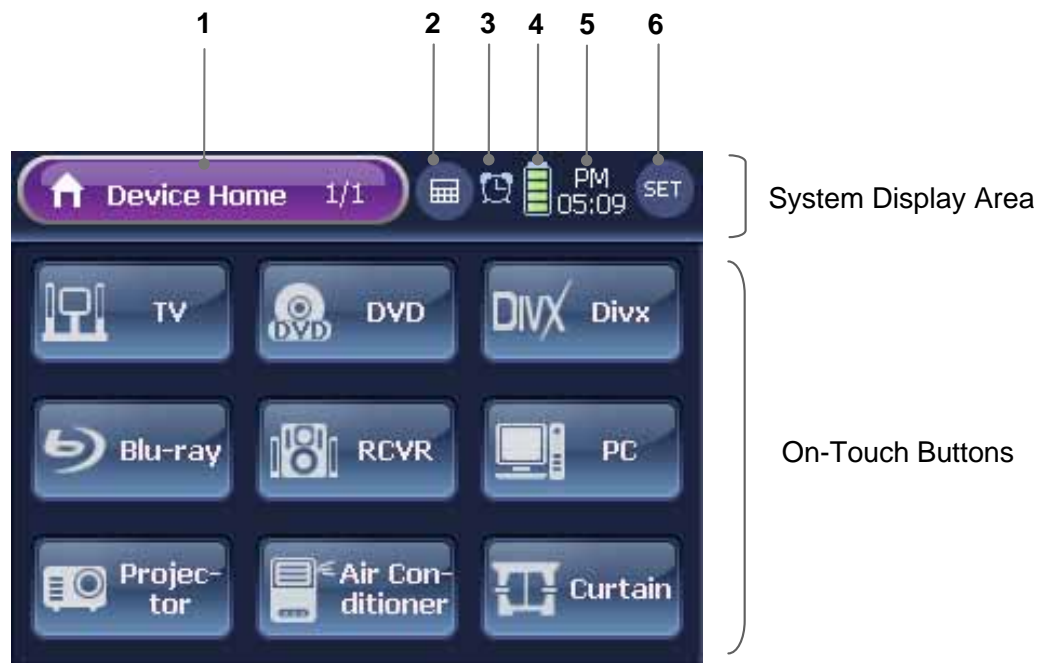 1 2 3 4 5 6
Device Home 1/1 PM SET
05:09
System Display Area
TV DVD DVD DIVX Divx
Blu-ray RCVR PC
On-Touch Buttons
Projec- Air Con- Curtain
tor ditioner